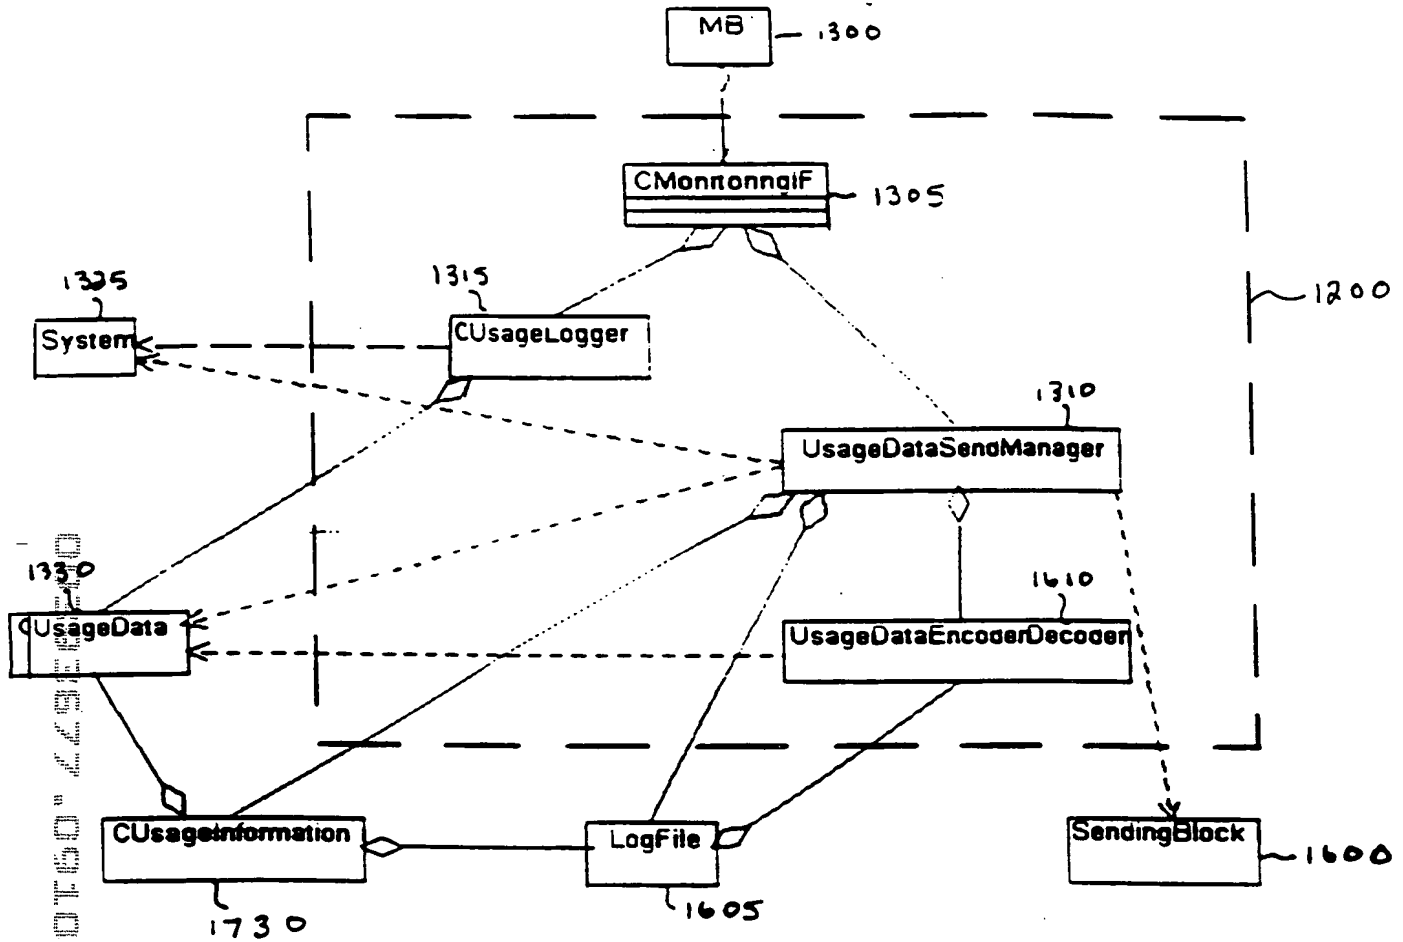 MB
1300
CMonitoringIF
1305
1315
1325
1200
System
CUsageLogger
1310
UsageDataSendManager
1330
1610
CUsageData
UsageDataEncoderDecoder
CUsageInformation
LogFile
SendingBlock
1600
1605
1730